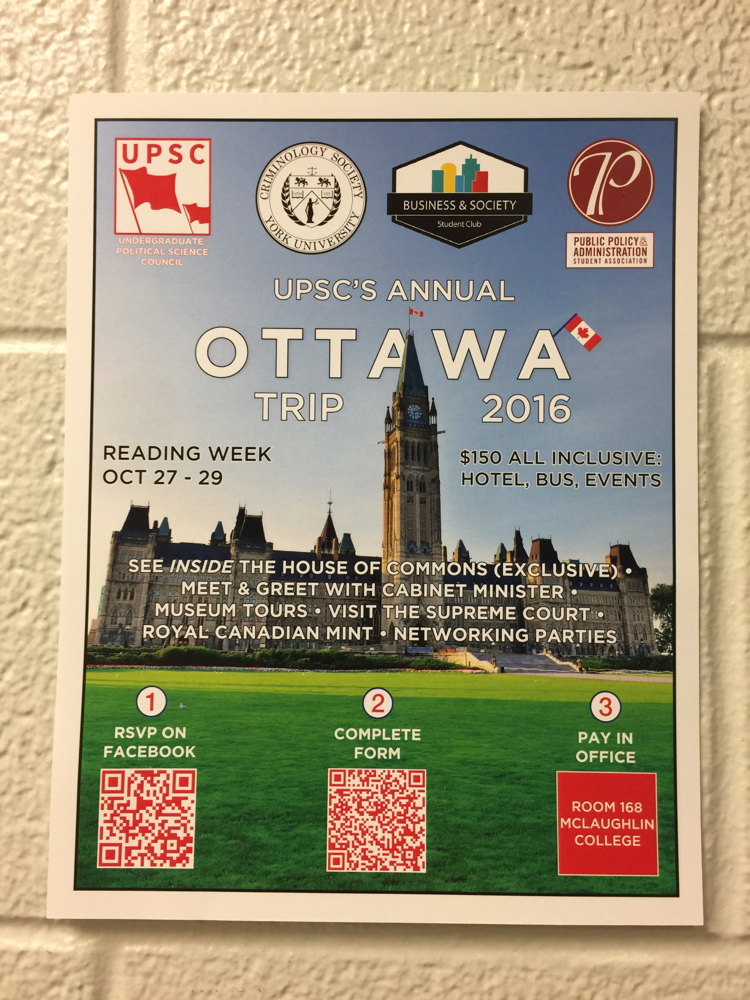 UPSC
UNDERGRADUATE
POLITICAL SCIENCE
COUNCIL
CRIMINOLOGY SOCIETY
YORK UNIVERSITY
BUSINESS & SOCIETY
Student Club
P
PUBLIC POLICY &
ADMINISTRATION
STUDENT ASSOCIATION
UPSC'S ANNUAL
OTTAWA
TRIP 2016
READING WEEK
OCT 27 - 29
$150 ALL INCLUSIVE:
HOTEL, BUS, EVENTS
SEE INSIDE THE HOUSE OF COMMONS (EXCLUSIVE) •
MEET & GREET WITH CABINET MINISTER •
MUSEUM TOURS • VISIT THE SUPREME COURT •
ROYAL CANADIAN MINT • NETWORKING PARTIES
1
RSVP ON
FACEBOOK
2
COMPLETE
FORM
3
PAY IN
OFFICE
ROOM 168
MCLAUGHLIN
COLLEGE